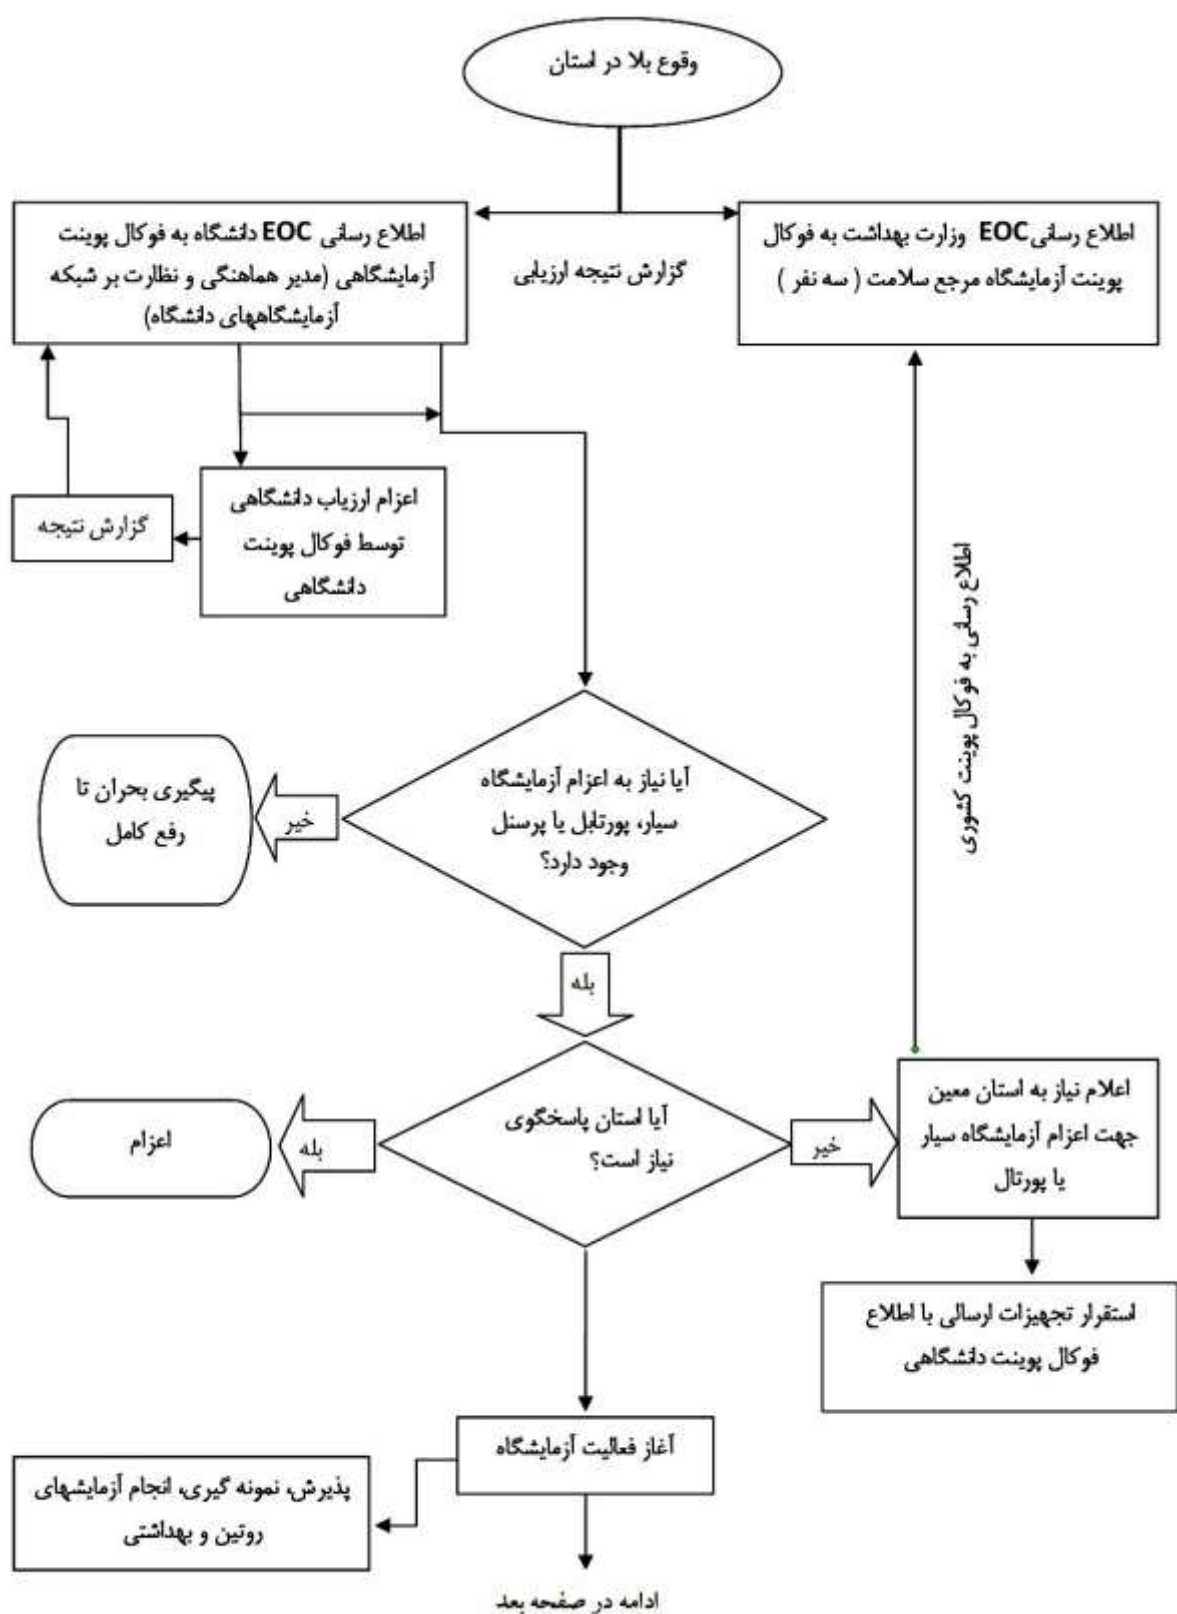 وقوع بلا در استان
اطلاع رسانیEOC وزارت بهداشت به فوکال
پوینت آزمایشگاه مرجع سلامت ( سه نفر )
گزارش نتیجه ارزیابی
اطلاع رسانی EOC دانشگاه به فوکال پوینت
آزمایشگاهی (مدیر هماهنگی و نظارت بر شبکه
آزمایشگاههای دانشگاه)
اعزام ارزیاب دانشگاهی
توسط فوکال پوینت
دانشگاهی
گزارش نتیجه
اطلاع رسانی به فوکال پوینت کشوری
آیا نیاز به اعزام آزمایشگاه
سیار، پورتابل یا پرسنل
وجود دارد؟
خیر
پیگیری بحران تا
رفع کامل
بله
آیا استان پاسخگوی
نیاز است؟
بله
اعزام
خیر
اعلام نیاز به استان معین
جهت اعزام آزمایشگاه سیار
یا پورتال
استقرار تجهیزات ارسالی با اطلاع
فوکال پوینت دانشگاهی
آغاز فعالیت آزمایشگاه
پذیرش، نمونه گیری، انجام آزمایشهای
روتین و بهداشتی
ادامه در صفحه بعد